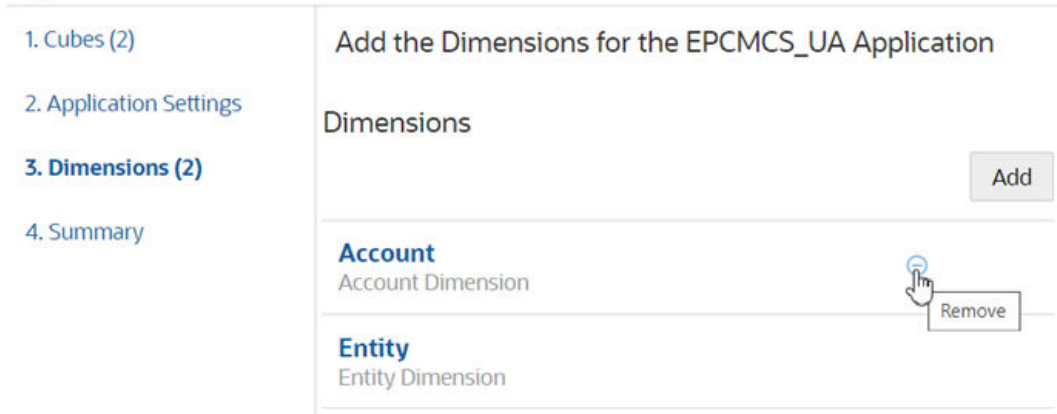 1. Cubes (2)
2. Application Settings
3. Dimensions (2)
4. Summary
Add the Dimensions for the EPCMCS_UA Application
Dimensions
Add
Account
Account Dimension
Remove
Entity
Entity Dimension